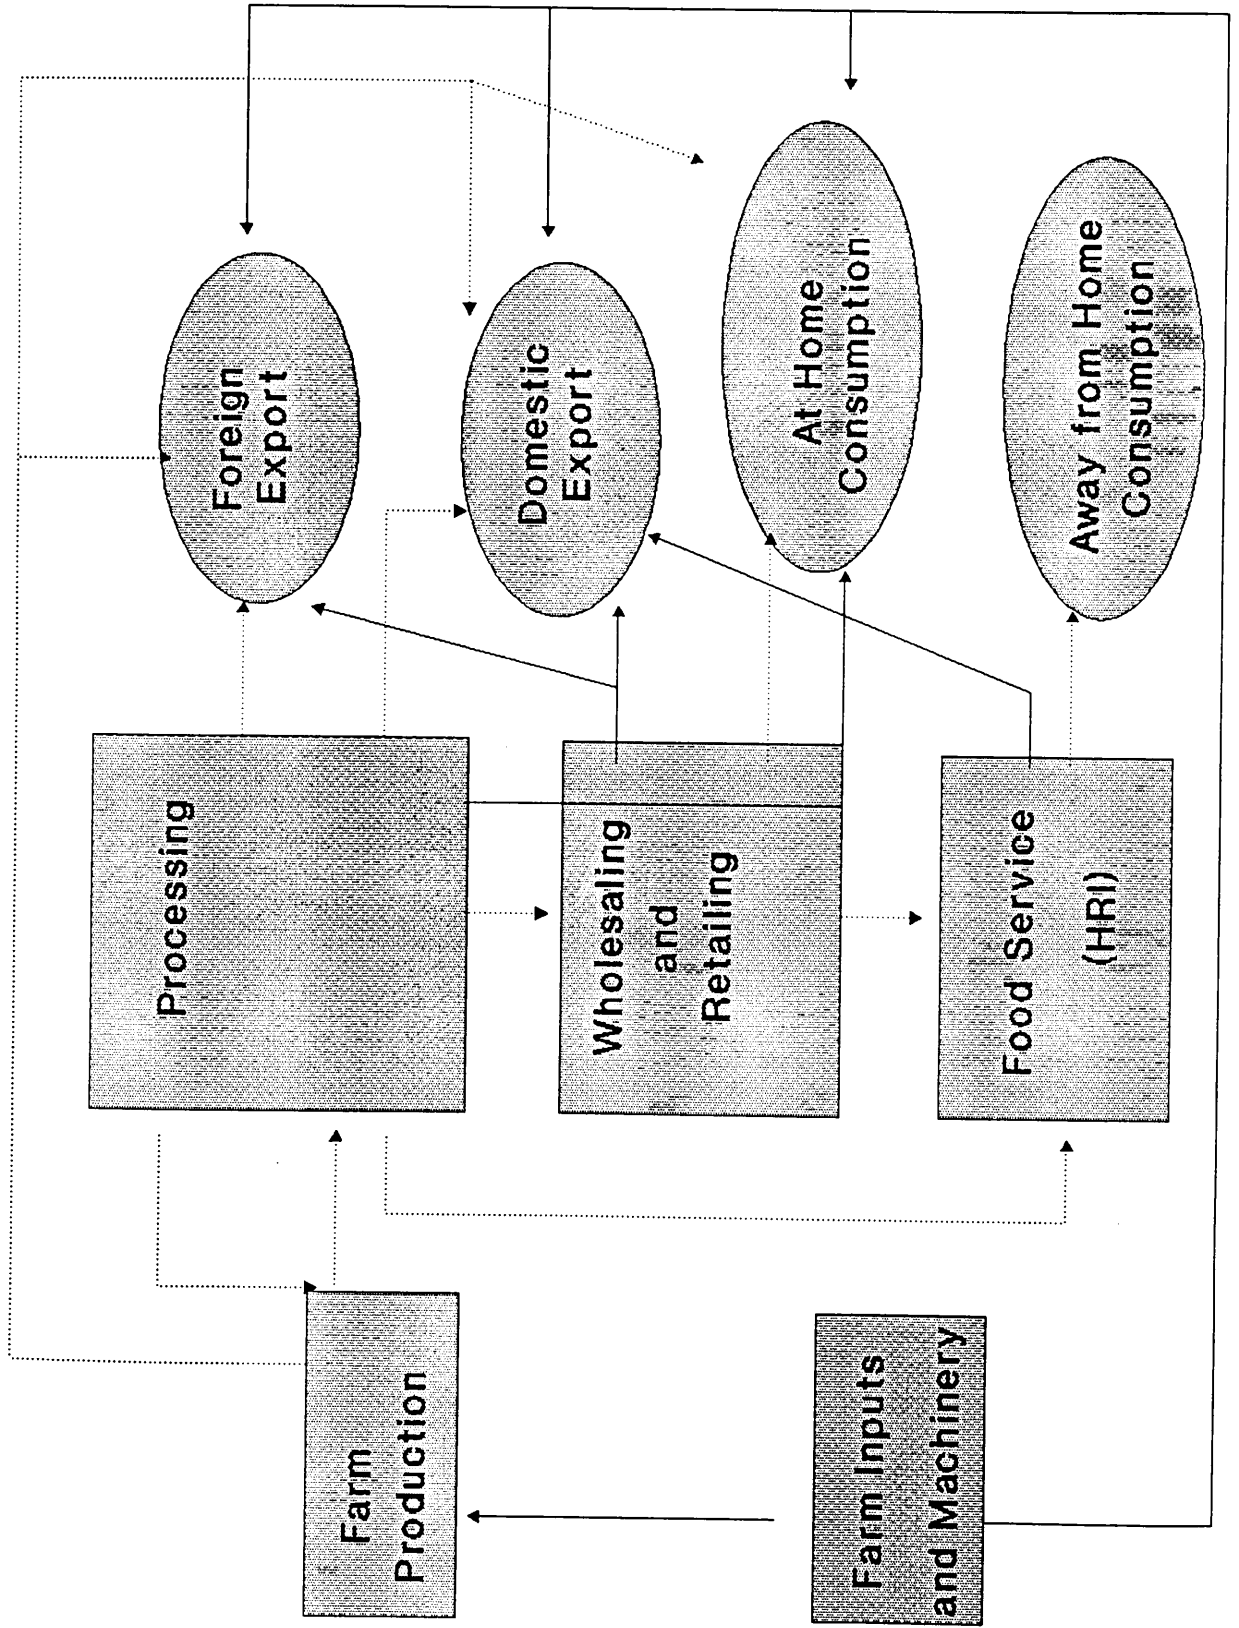 Farm
Production
Farm Inputs
and Machinery
Processing
Wholesaling
and
Retailing
Food Service
(HRI)
Foreign
Export
Domestic
Export
At Home
Consumption
Away from Home
Consumption